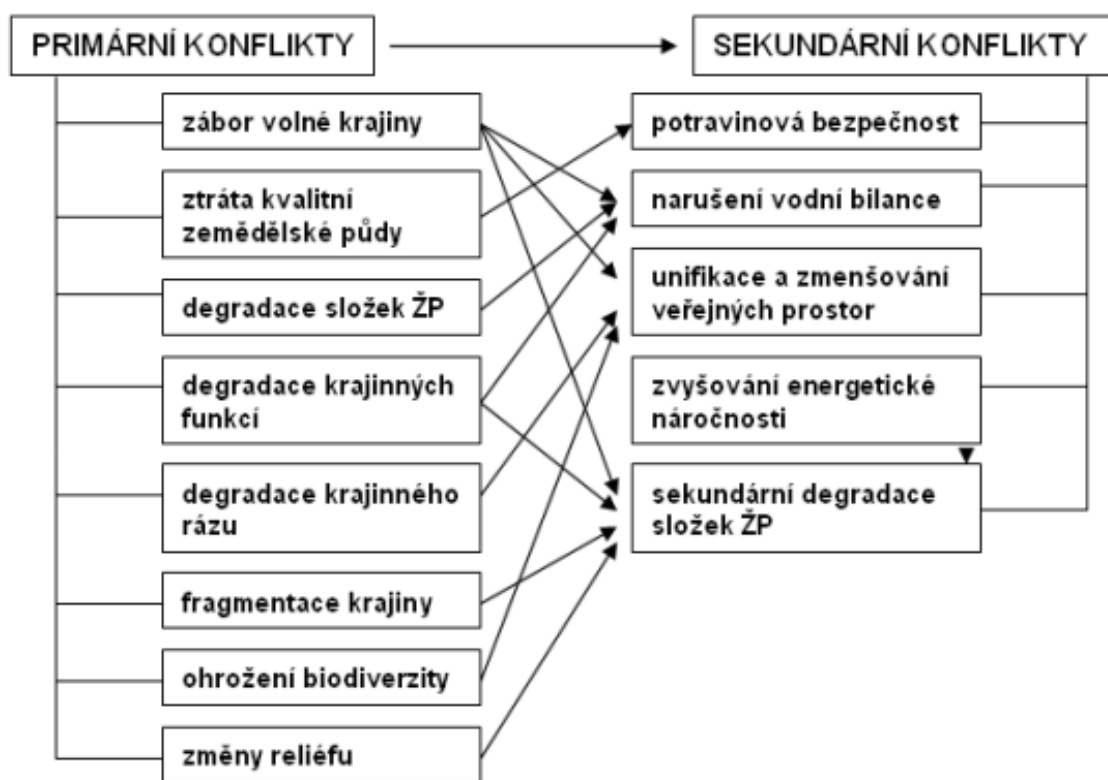 PRIMÁRNÍ KONFLIKTY
SEKUNDÁRNÍ KONFLIKTY
zábor volné krajiny
ztráta kvalitní
zemědělské půdy
degradace složek ŽP
degradace krajinných
funkcí
degradace krajinného
rázu
fragmentace krajiny
ohrožení biodiverzity
změny reliéfu
potravinová bezpečnost
narušení vodní bilance
unifikace a zmenšování
veřejných prostor
zvyšování energetické
náročnosti
sekundární degradace
složek ŽP